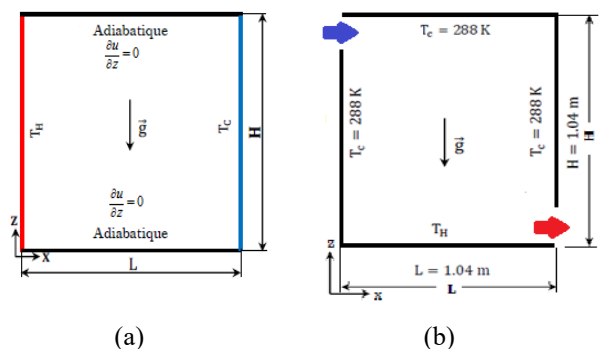 Adiabatique
∂u/∂z = 0
T_H
g⃗
T_C
H
∂u/∂z = 0
Adiabatique
z
x
L
(a)
T_c = 288 K
T_c = 288 K
g⃗
T_c = 288 K
H = 1.04 m
H
T_H
z
x
L = 1.04 m
L
(b)